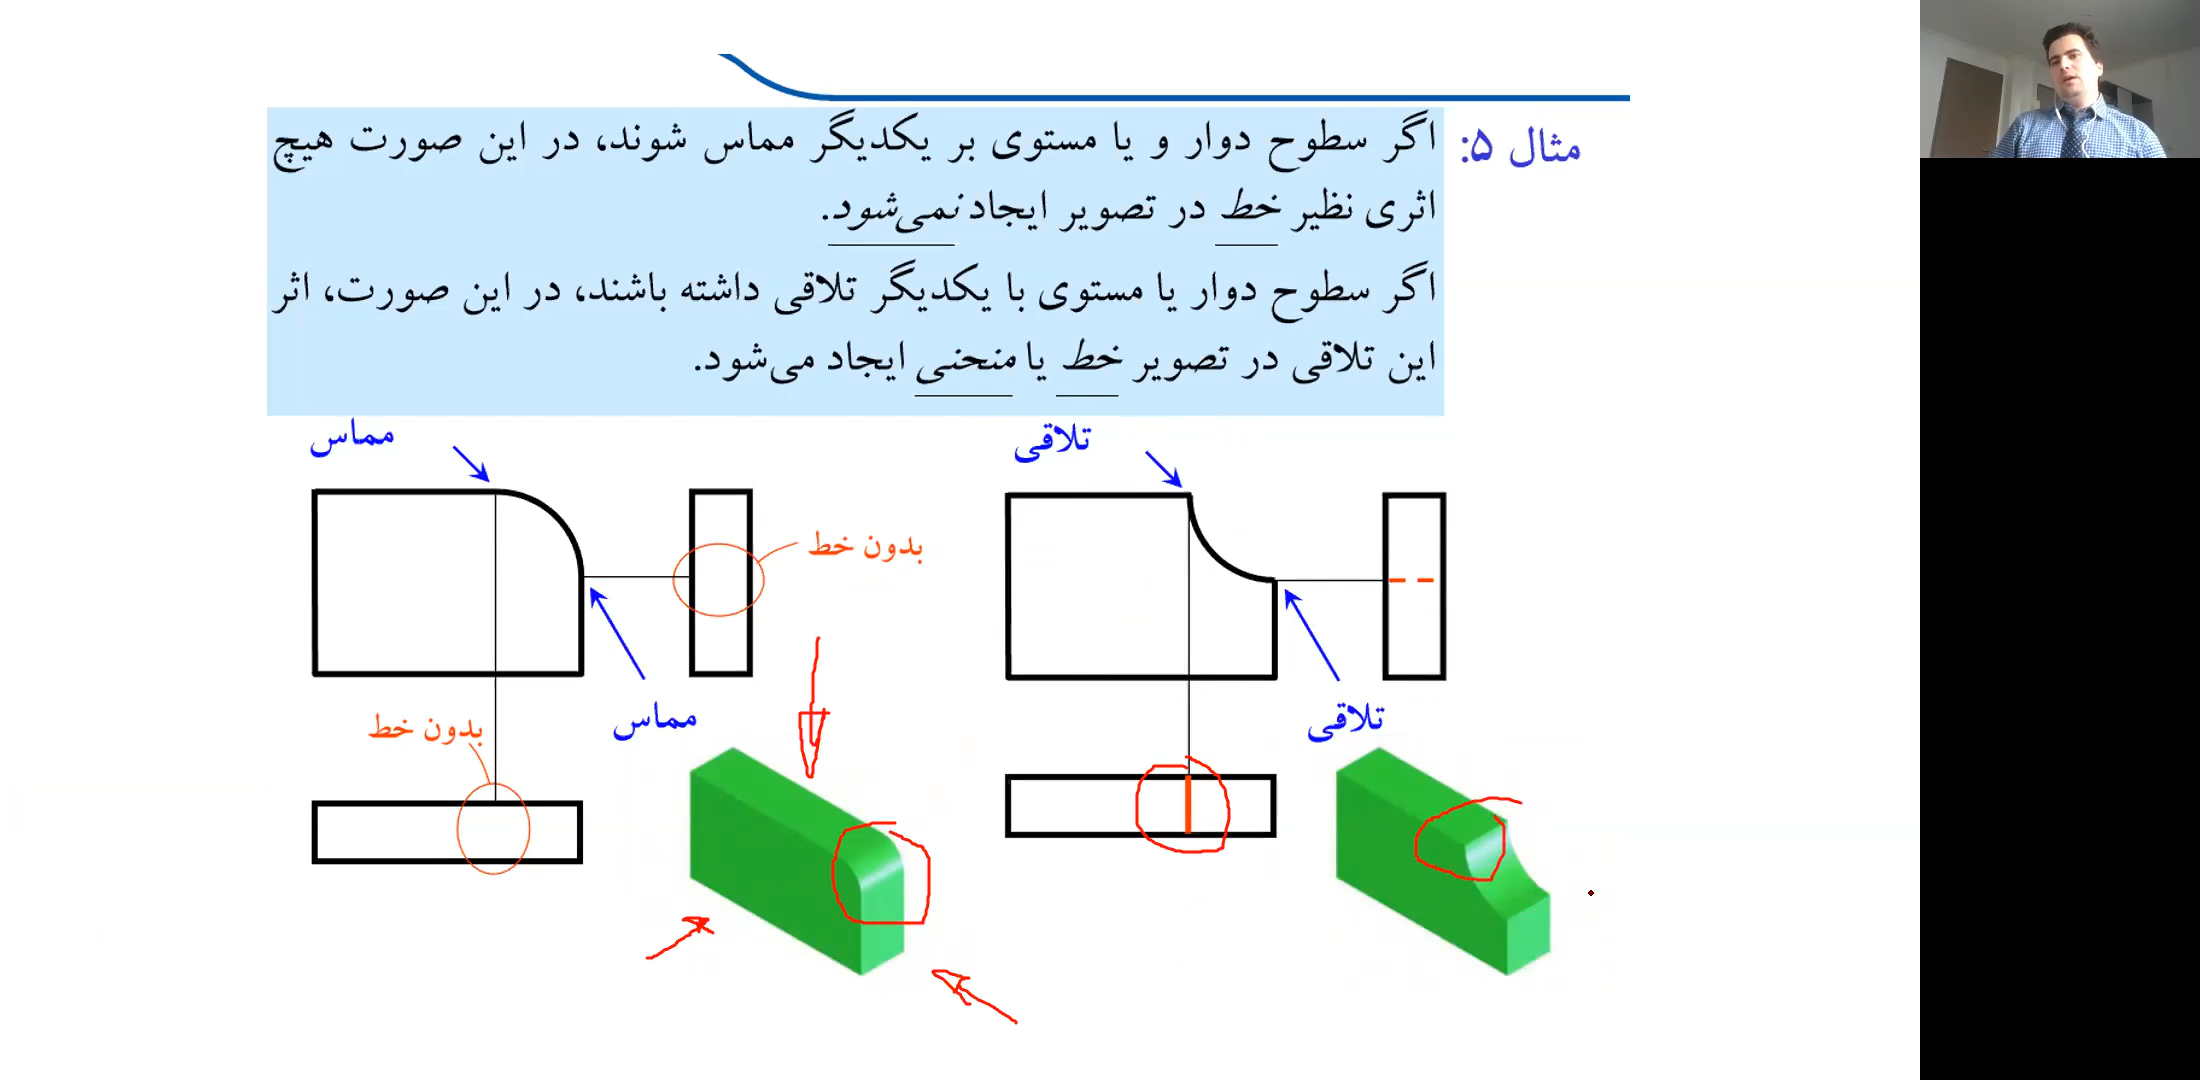 مثال ۵:
اگر سطوح دوار و یا مستوی بر یکدیگر مماس شوند، در این صورت هیچ
اثری نظیر خط در تصویر ایجاد نمی‌شود.
اگر سطوح دوار یا مستوی با یکدیگر تلاقی داشته باشند، در این صورت، اثر
این تلاقی در تصویر خط یا منحنی ایجاد می‌شود.
تلاقی
مماس
بدون خط
تلاقی
مماس
بدون خط